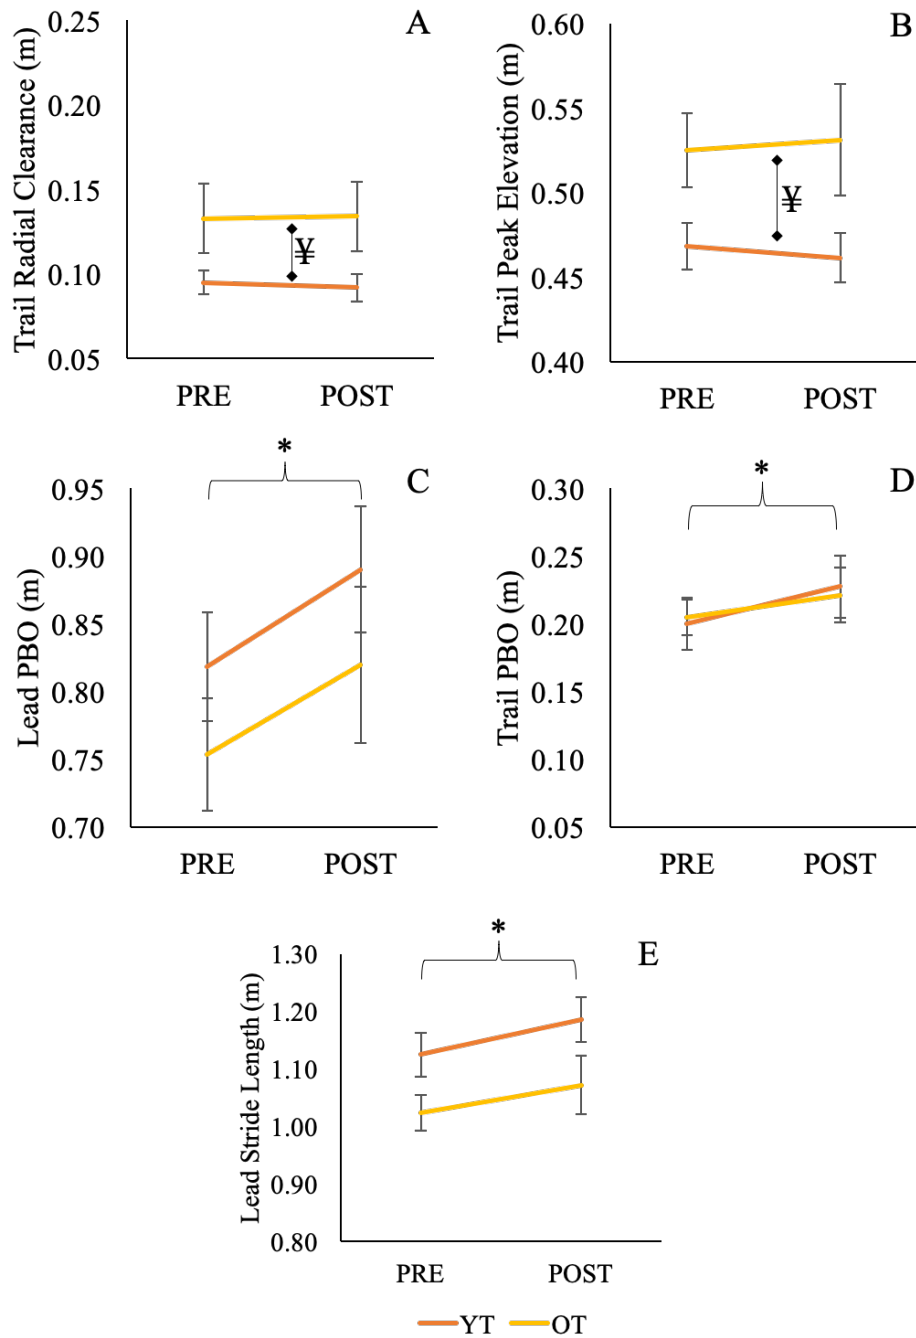 A
Trail Radial Clearance (m)
0.25
0.20
0.15
0.10
0.05
¥
PRE POST
B
Trail Peak Elevation (m)
0.60
0.55
0.50
0.45
0.40
¥
PRE POST
*
C
Lead PBO (m)
0.95
0.90
0.85
0.80
0.75
0.70
PRE POST
*
D
Trail PBO (m)
0.30
0.25
0.20
0.15
0.10
0.05
PRE POST
*
E
Lead Stride Length (m)
1.30
1.20
1.10
1.00
0.90
0.80
PRE POST
YT OT